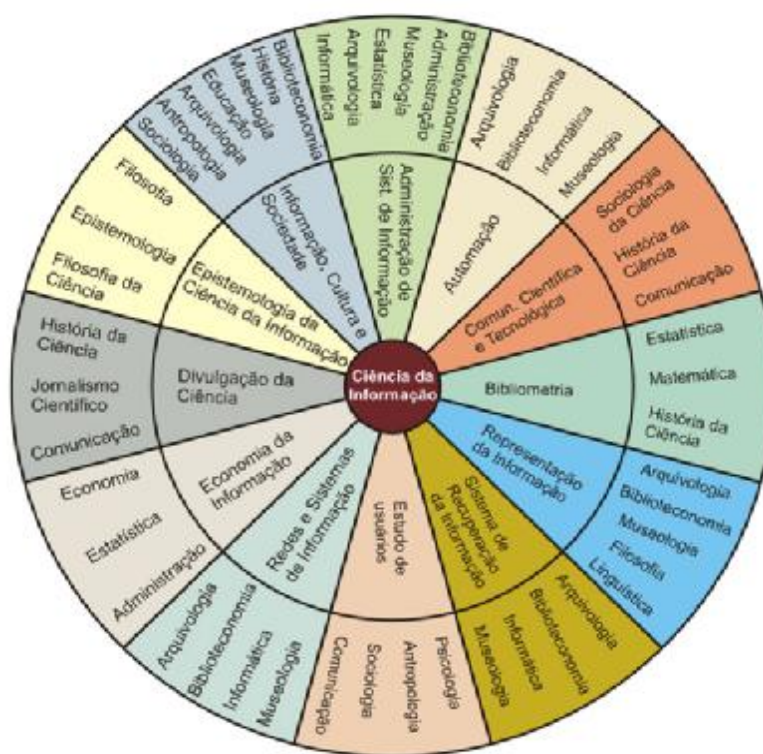 Ciência da
Informação
Administração de
Sist. de Informação
Biblioteconomia
Administração
Museologia
Estatística
Arquivologia
Informática
Automação
Arquivologia
Biblioteconomia
Informática
Museologia
Comun. Científica
e Tecnológica
Sociologia
da Ciência
História da
Ciência
Comunicação
Bibliometria
Estatística
Matemática
História da
Ciência
Representação
da Informação
Arquivologia
Biblioteconomia
Museologia
Filosofia
Linguística
Sistema de
Recuperação
da Informação
Arquivologia
Biblioteconomia
Informática
Museologia
Estudo de
usuários
Psicologia
Antropologia
Sociologia
Comunicação
Redes e Sistemas
de Informação
Arquivologia
Biblioteconomia
Informática
Museologia
Economia da
Informação
Economia
Estatística
Administração
Divulgação da
Ciência
História da
Ciência
Jornalismo
Científico
Comunicação
Epistemologia da
Ciência da Informação
Filosofia
Epistemologia
Filosofia da
Ciência
Informação, Cultura e
Sociedade
Biblioteconomia
História
Museologia
Educação
Arquivologia
Antropologia
Sociologia